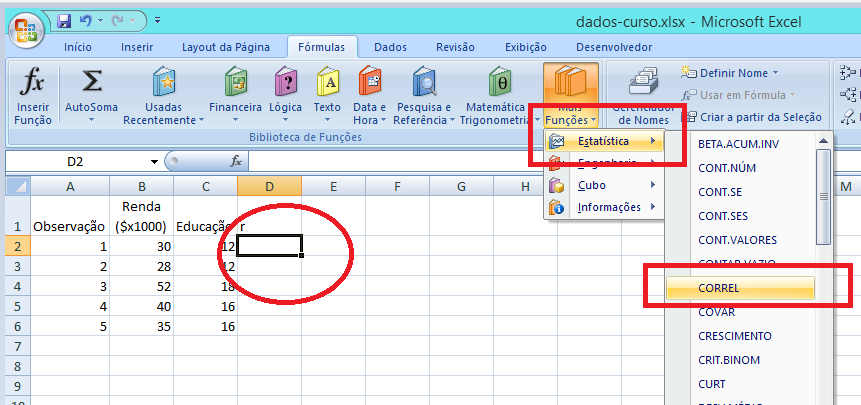 dados-curso.xlsx - Microsoft Excel
Início Inserir Layout da Página Fórmulas Dados Revisão Exibição Desenvolvedor
fx Σ θ
Inserir Função
AutoSoma
Usadas Recentemente
Financeira
Lógica
Texto
Data e Hora
Pesquisa e Referência
Matemática e Trigonometria
Mais Funções
Gerenciador de Nomes
Definir Nome
Usar em Fórmula
Criar a partir da Seleção
Biblioteca de Funções
Estatística
Engenharia
Cubo
Informações
BETA.ACUM.INV
CONT.NÚM
CONT.SE
CONT.SES
CONT.VALORES
CONTAR.VAZIO
CORREL
COVAR
CRESCIMENTO
CRIT.BINOM
CURT
D2 fx
A B C D E F G H M
1 Observação Renda ($x1000) Educação r
2 1 30 12
3 2 28 12
4 3 52 18
5 4 40 16
6 5 35 16
7
8
9
10